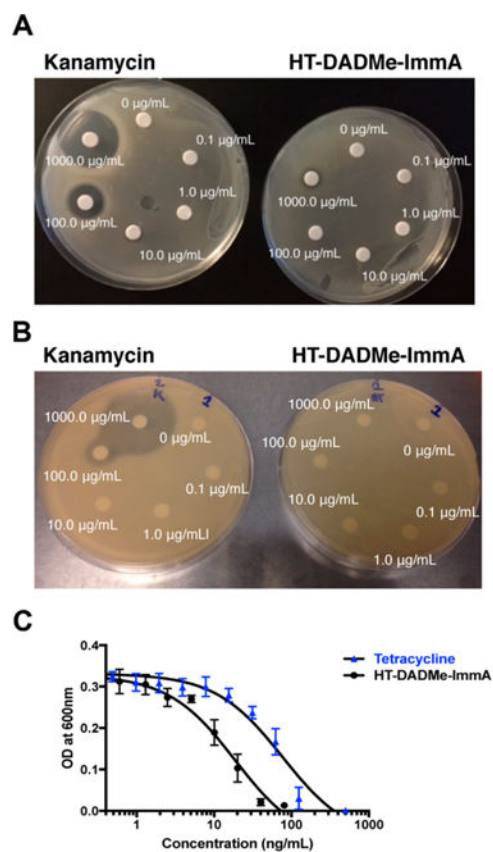 A
Kanamycin
HT-DADMe-ImmA
0 µg/mL
0.1 µg/mL
1000.0 µg/mL
1.0 µg/mL
100.0 µg/mL
10.0 µg/mL
0 µg/mL
0.1 µg/mL
1000.0 µg/mL
1.0 µg/mL
100.0 µg/mL
10.0 µg/mL
B
Kanamycin
HT-DADMe-ImmA
1
1000.0 µg/mL
0 µg/mL
100.0 µg/mL
0.1 µg/mL
10.0 µg/mL
1.0 µg/mLl
1
1000.0 µg/mL
0 µg/mL
100.0 µg/mL
10.0 µg/mL
0.1 µg/mL
1.0 µg/mL
C
Tetracycline
HT-DADMe-ImmA
OD at 600nm
0.4
0.3
0.2
0.1
0.0
1 10 100 1000
Concentration (ng/mL)